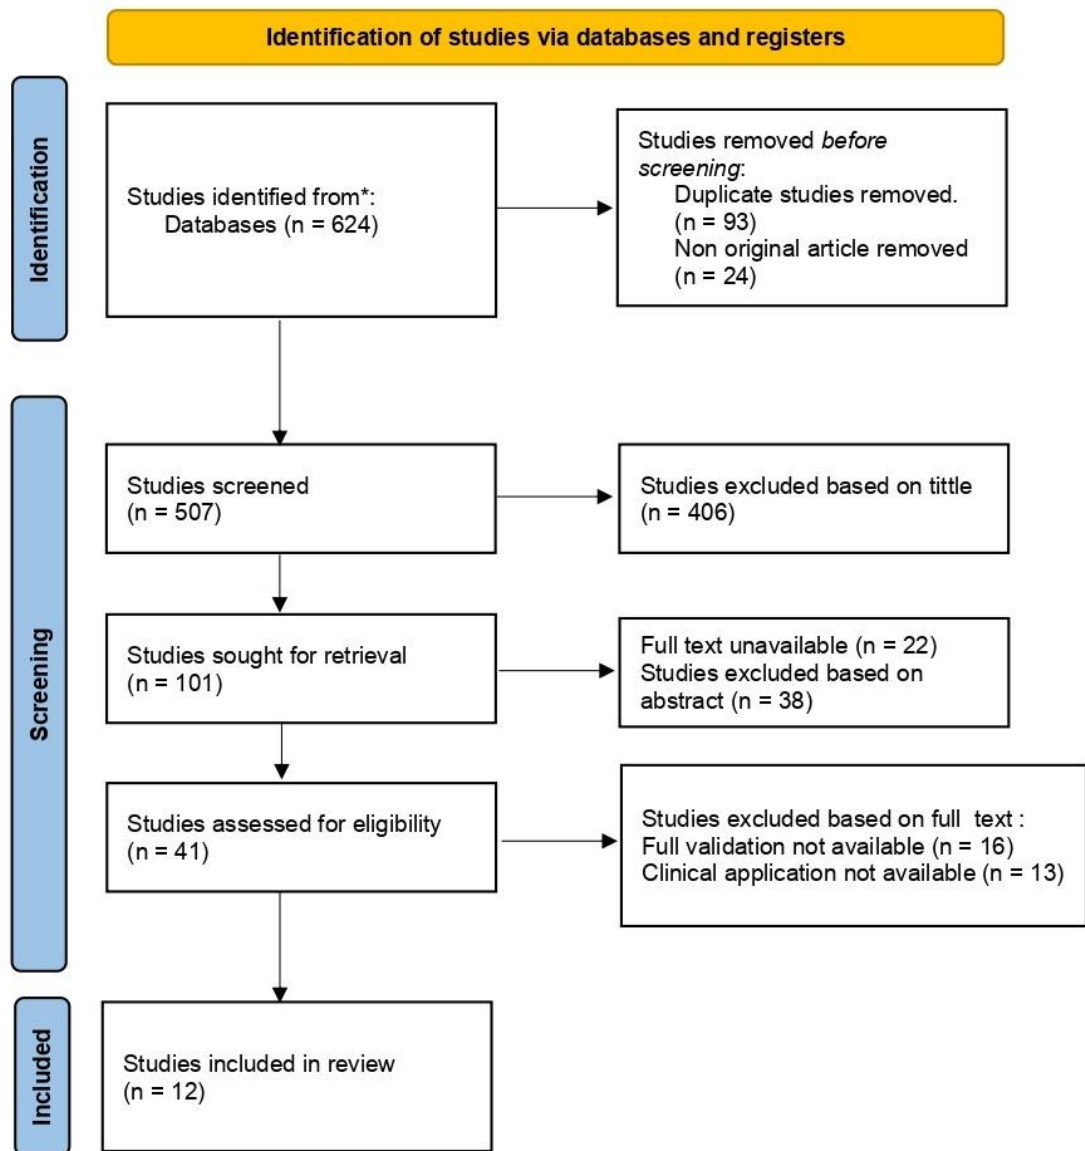 Identification of studies via databases and registers
Identification
Studies identified from*:
Databases (n = 624)
Studies removed before
screening:
Duplicate studies removed.
(n = 93)
Non original article removed
(n = 24)
Screening
Studies screened
(n = 507)
Studies excluded based on tittle
(n = 406)
Studies sought for retrieval
(n = 101)
Full text unavailable (n = 22)
Studies excluded based on
abstract (n = 38)
Studies assessed for eligibility
(n = 41)
Studies excluded based on full text :
Full validation not available (n = 16)
Clinical application not available (n = 13)
Included
Studies included in review
(n = 12)